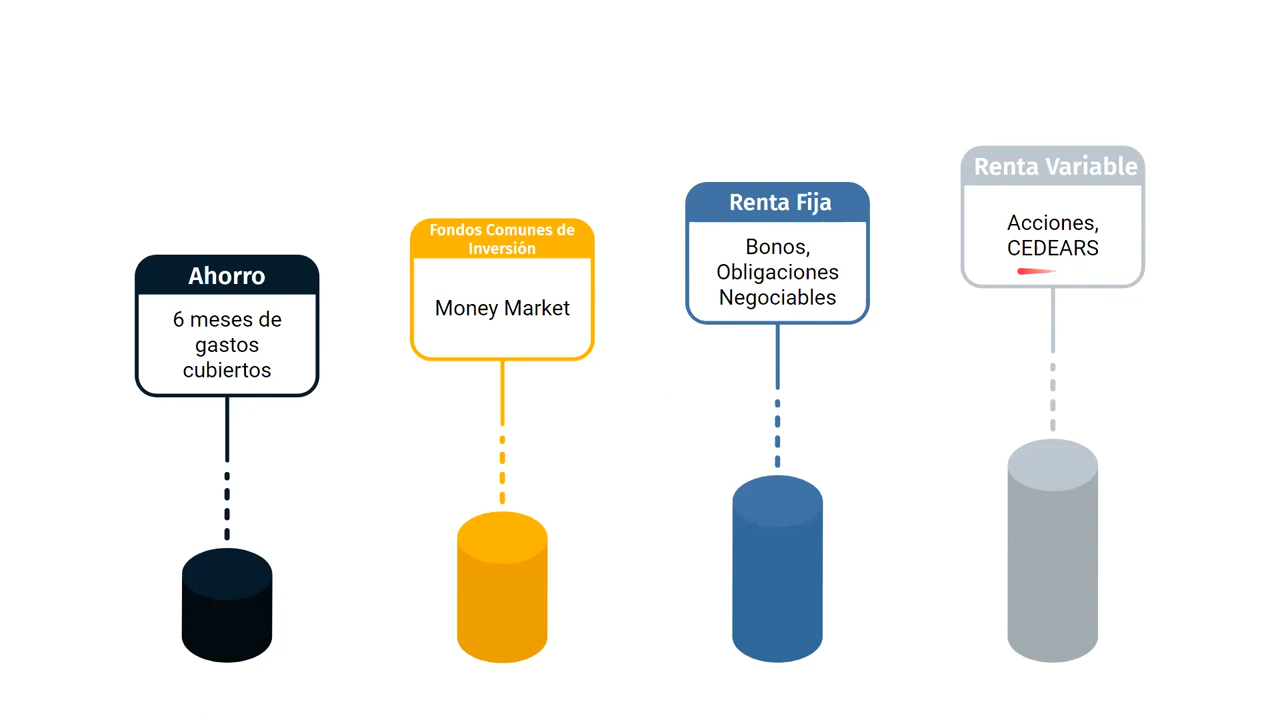 Ahorro
6 meses de
gastos
cubiertos
Fondos Comunes de
Inversión
Money Market
Renta Fija
Bonos,
Obligaciones
Negociables
Renta Variable
Acciones,
CEDEARS